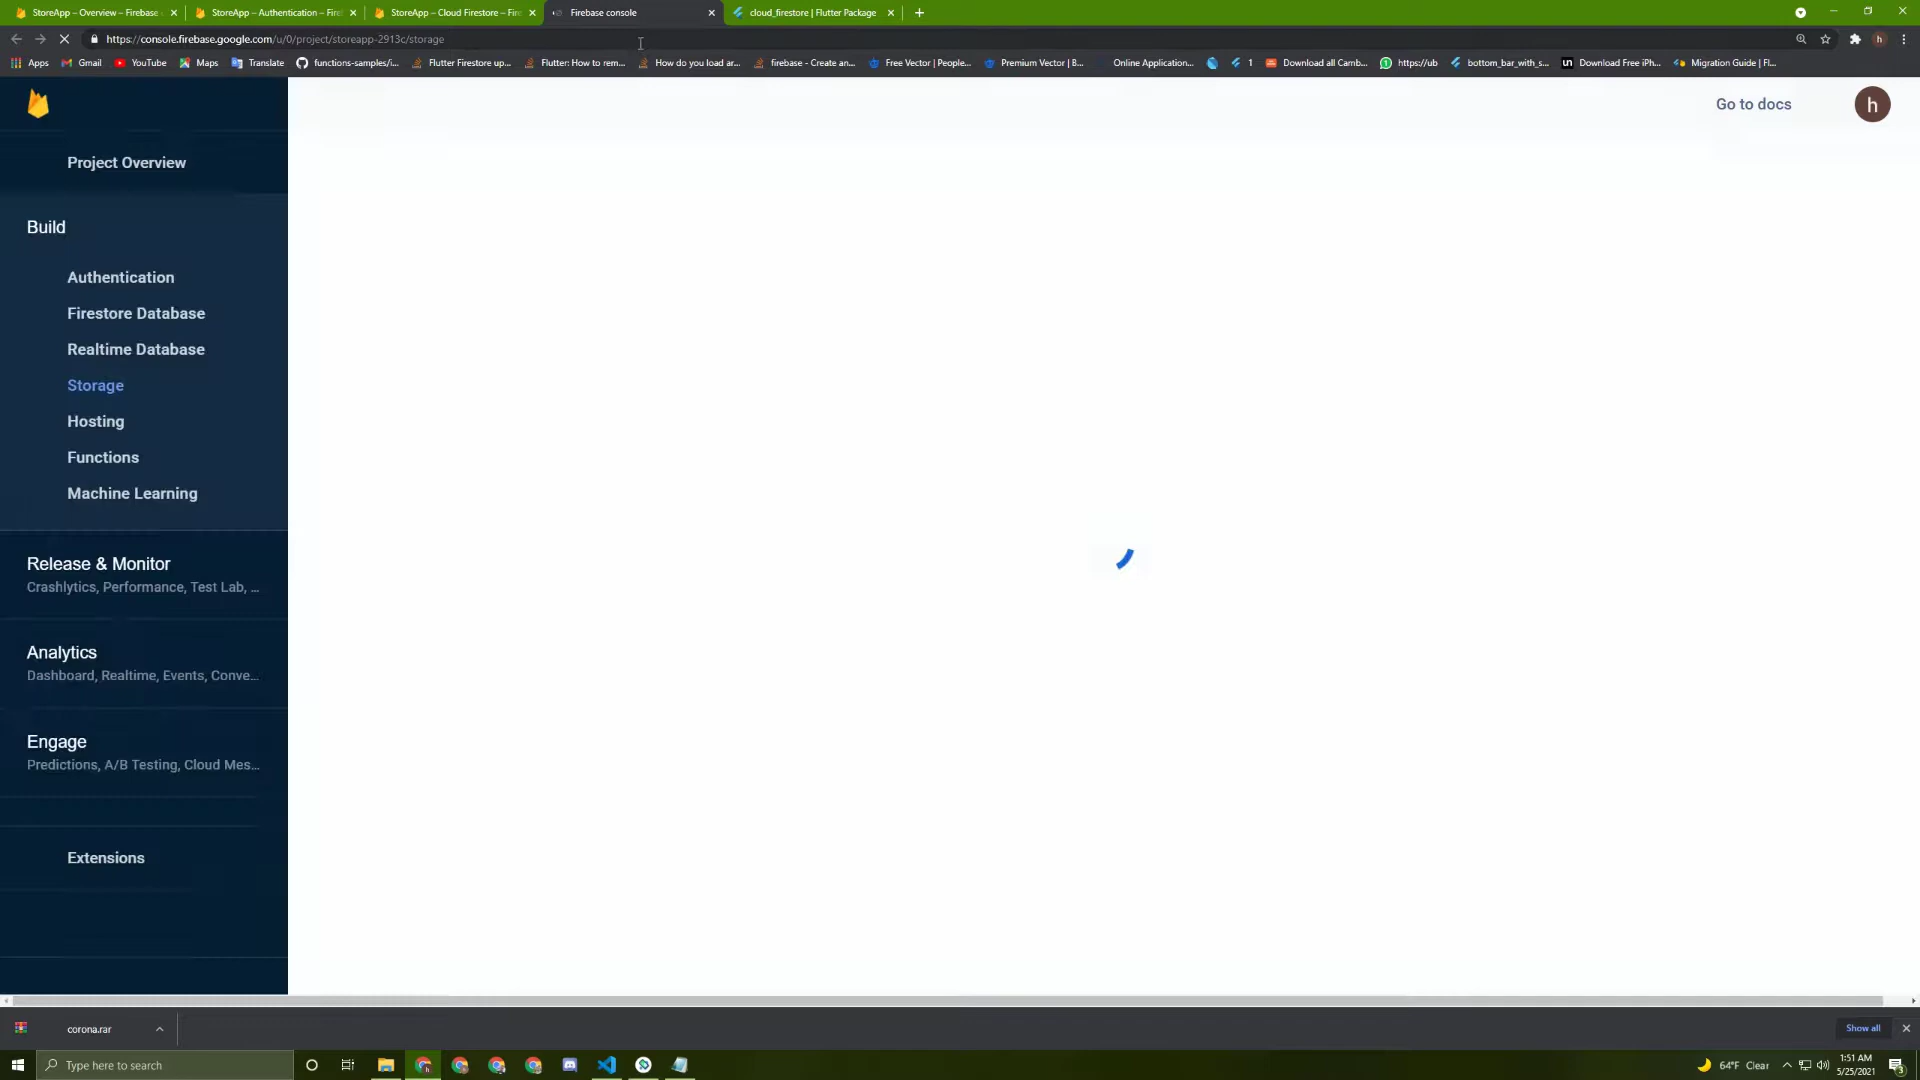 StoreApp – Overview – Firebase
StoreApp – Authentication – Fire
StoreApp – Cloud Firestore – Fire
Firebase console
cloud_firestore | Flutter Package
https://console.firebase.google.com/u/0/project/storeapp-2913c/storage
h
Apps
Gmail
YouTube
Maps
Translate
functions-samples/i...
Flutter Firestore up...
Flutter: How to rem...
How do you load ar...
firebase - Create an...
Free Vector | People...
Premium Vector | B...
Online Application...
1
Download all Camb...
https://ub
bottom_bar_with_s...
un
Download Free iPh...
Migration Guide | Fl...
Go to docs
h
Project Overview
Build
Authentication
Firestore Database
Realtime Database
Storage
Hosting
Functions
Machine Learning
Release & Monitor
Crashlytics, Performance, Test Lab, ...
Analytics
Dashboard, Realtime, Events, Conve...
Engage
Predictions, A/B Testing, Cloud Mes...
Extensions
corona.rar
Show all
Type here to search
64°F Clear
1:51 AM
5/25/2021
3